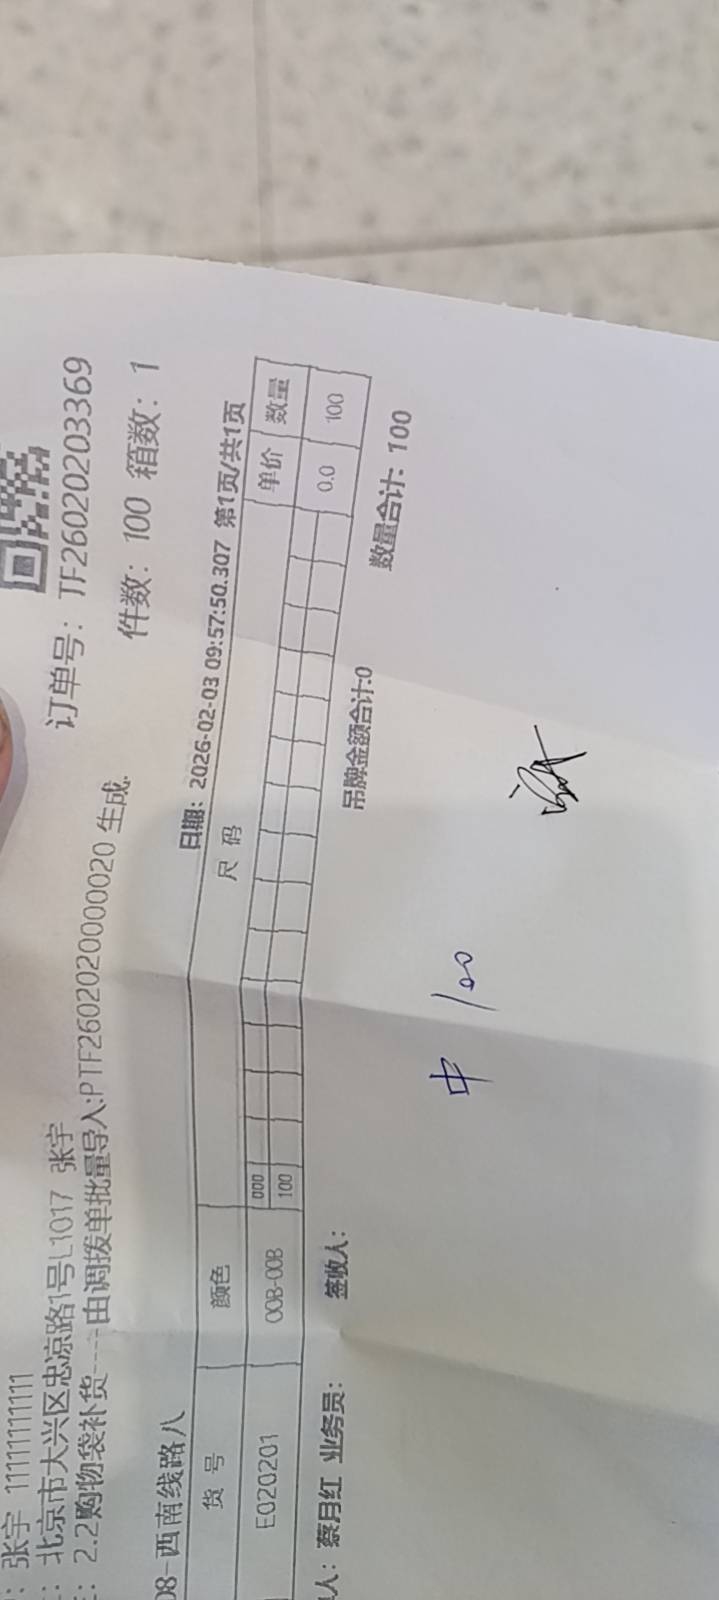 订单号：TF260202003369
件数：100 箱数：1
：张宇 11111111111
：北京市大兴区忠凉路1号L1017 张宇
：2.2购物袋补货----由调拨单批量导入:PTF2602020000020 生成.
08-西南线路八
日期：2026-02-03 09:57:50.307 第1页/共1页
货号 颜色 尺码 单价 数量
000
E020201 00B-00B 100 0.0 100
人：蔡月红 业务员： 签收人： 吊牌金额合计:0 数量合计：100
中 100